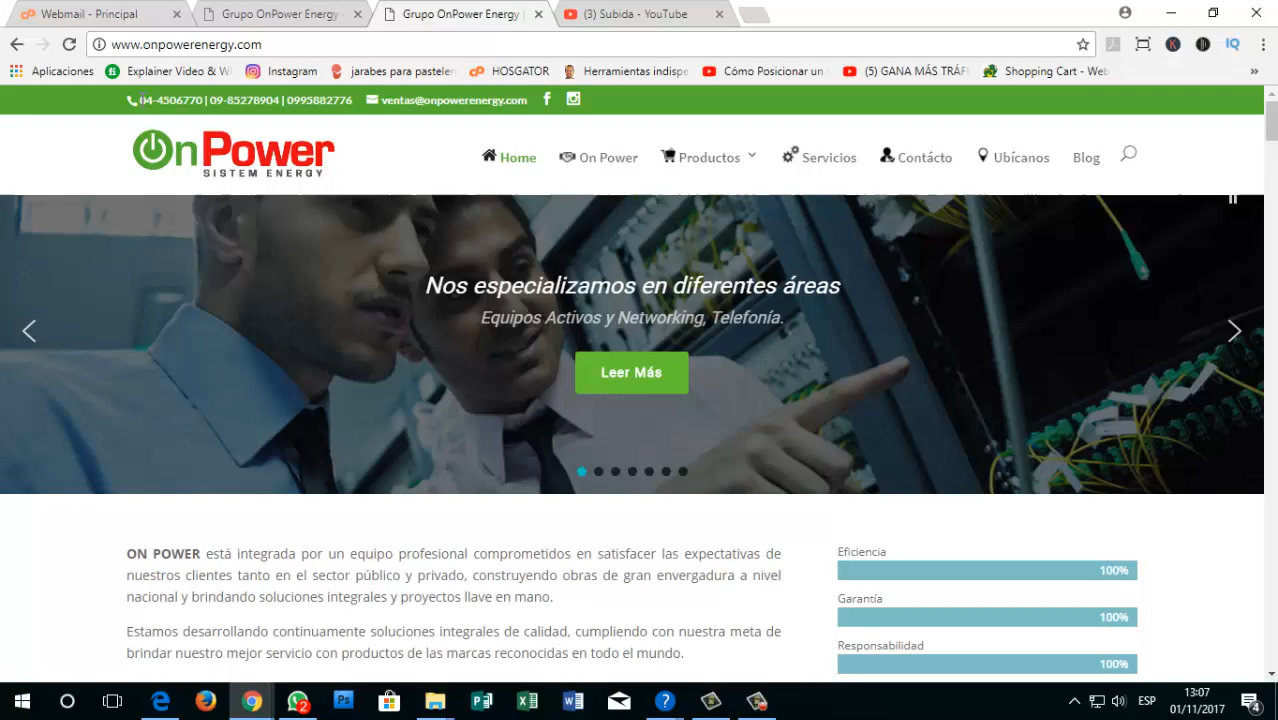 Webmail - Principal
Grupo OnPower Energy -
Grupo OnPower Energy |
(3) Subida - YouTube
www.onpowerenergy.com
Aplicaciones
Explainer Video & W
Instagram
jarabes para pasteler
HOSGATOR
Herramientas indispe
Cómo Posicionar un
(5) GANA MÁS TRÁF
Shopping Cart - Web
04-4506770 | 09-85278904 | 0995882776
ventas@onpowerenergy.com
On Power
SISTEM ENERGY
Home
On Power
Productos
Servicios
Contácto
Ubícanos
Blog
Nos especializamos en diferentes áreas
Equipos Activos y Networking, Telefonía.
Leer Más
ON POWER está integrada por un equipo profesional comprometidos en satisfacer las expectativas de
nuestros clientes tanto en el sector público y privado, construyendo obras de gran envergadura a nivel
nacional y brindando soluciones integrales y proyectos llave en mano.
Estamos desarrollando continuamente soluciones integrales de calidad, cumpliendo con nuestra meta de
brindar nuestro mejor servicio con productos de las marcas reconocidas en todo el mundo.
Eficiencia
100%
Garantía
100%
Responsabilidad
100%
ESP
13:07
01/11/2017